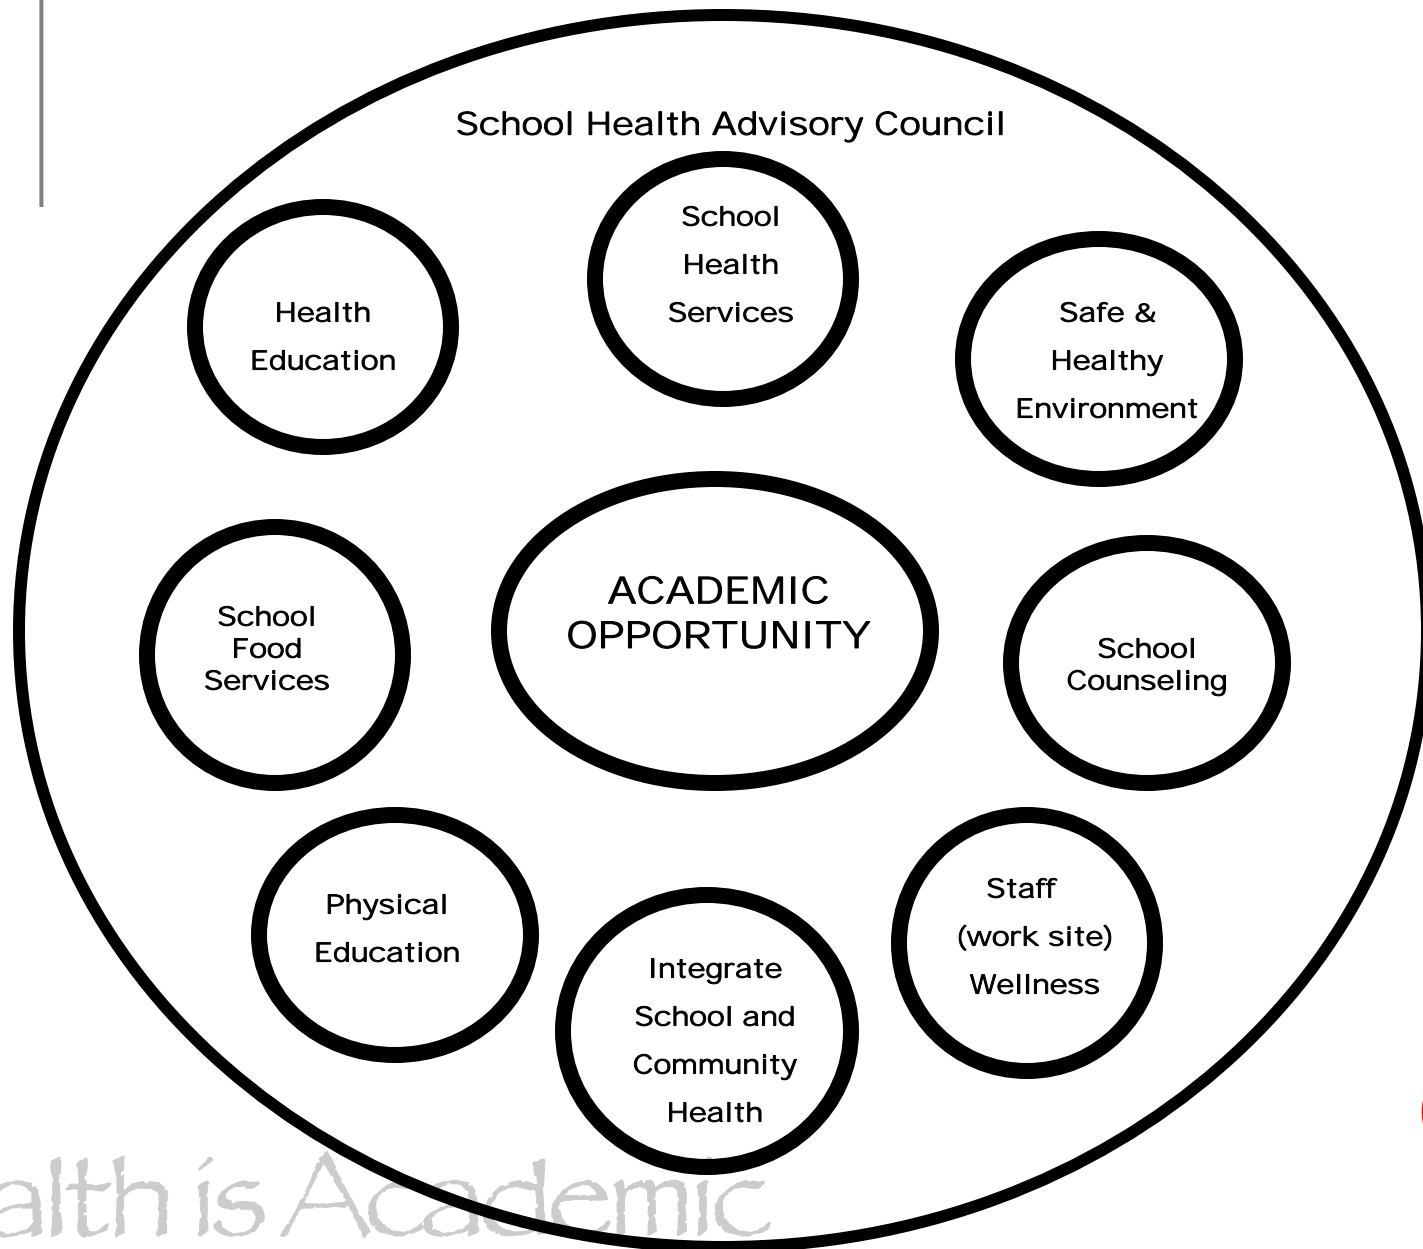 School Health Advisory Council
School
Health
Services
Health
Education
Safe &
Healthy
Environment
ACADEMIC
OPPORTUNITY
School
Food
Services
School
Counseling
Physical
Education
Staff
(work site)
Wellness
Integrate
School and
Community
Health
alth is Academic